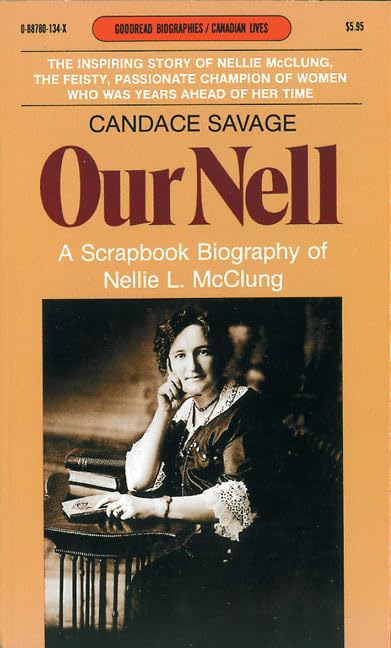 0-88780-134-X
GOODREAD BIOGRAPHIES/CANADIAN LIVES
$5.95
THE INSPIRING STORY OF NELLIE McCLUNG,
THE FEISTY, PASSIONATE CHAMPION OF WOMEN
WHO WAS YEARS AHEAD OF HER TIME
CANDACE SAVAGE
Our Nell
A Scrapbook Biography of
Nellie L. McClung